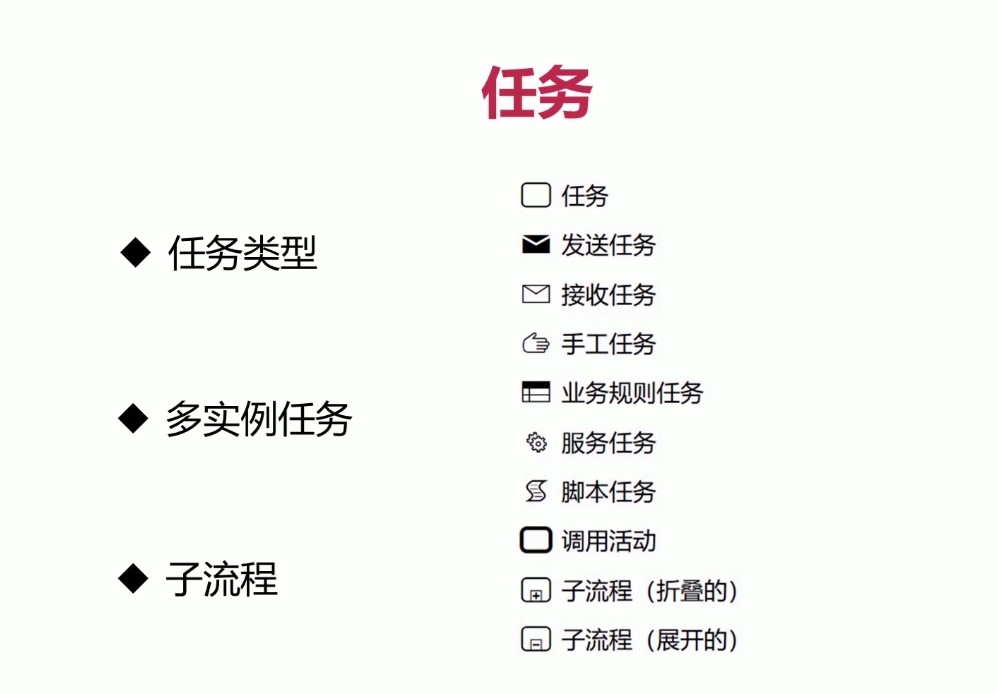 任务
任务类型
多实例任务
子流程
任务
发送任务
接收任务
手工任务
业务规则任务
服务任务
脚本任务
调用活动
子流程（折叠的）
子流程（展开的）